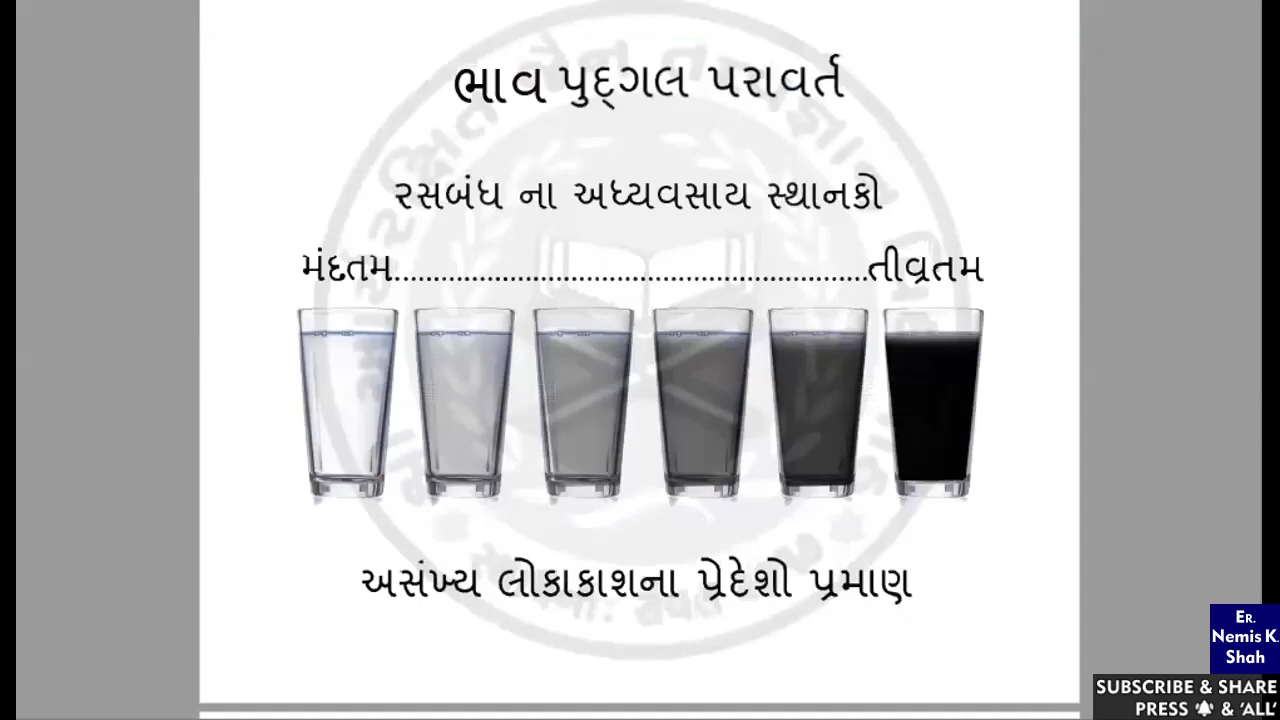 ભાવ પુદ્ગલ પરાવર્ત
રસબંધ ના અધ્યવસાય સ્થાનકો
મંદતમ............................................................તીવ્રતમ
અસંખ્ય લોકાકાશના પ્રેદેશો પ્રમાણ
ER.
Nemis K.
Shah
SUBSCRIBE & SHARE
PRESS 🔔 & 'ALL'